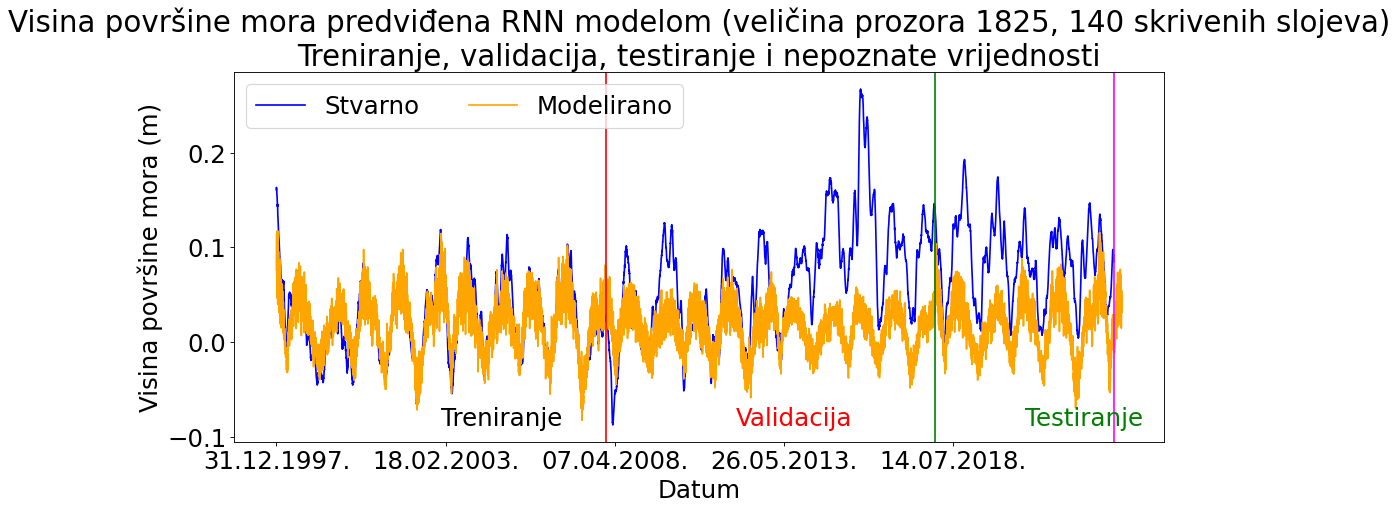 Visina površine mora predviđena RNN modelom (veličina prozora 1825, 140 skrivenih slojeva)
Treniranje, validacija, testiranje i nepoznate vrijednosti
Stvarno Modelirano
Visina površine mora (m)
0.2
0.1
0.0
−0.1
Treniranje Validacija Testiranje
31.12.1997. 18.02.2003. 07.04.2008. 26.05.2013. 14.07.2018.
Datum